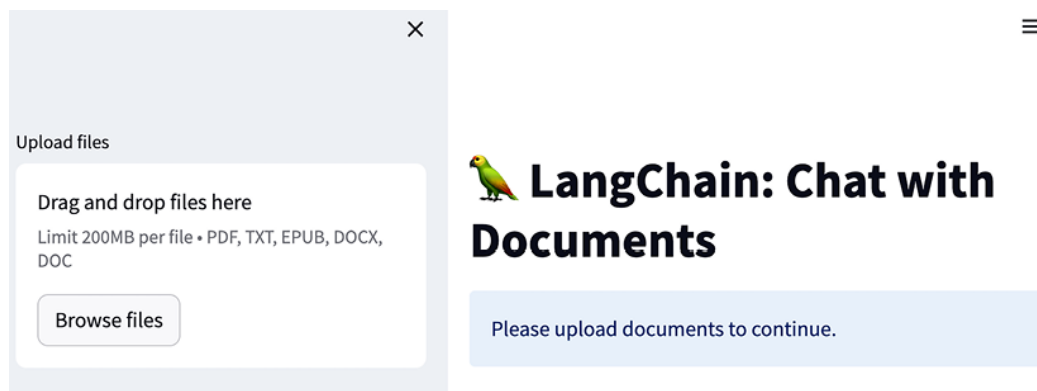 Upload files
Drag and drop files here
Limit 200MB per file • PDF, TXT, EPUB, DOCX,
DOC
Browse files
LangChain: Chat with
Documents
Please upload documents to continue.